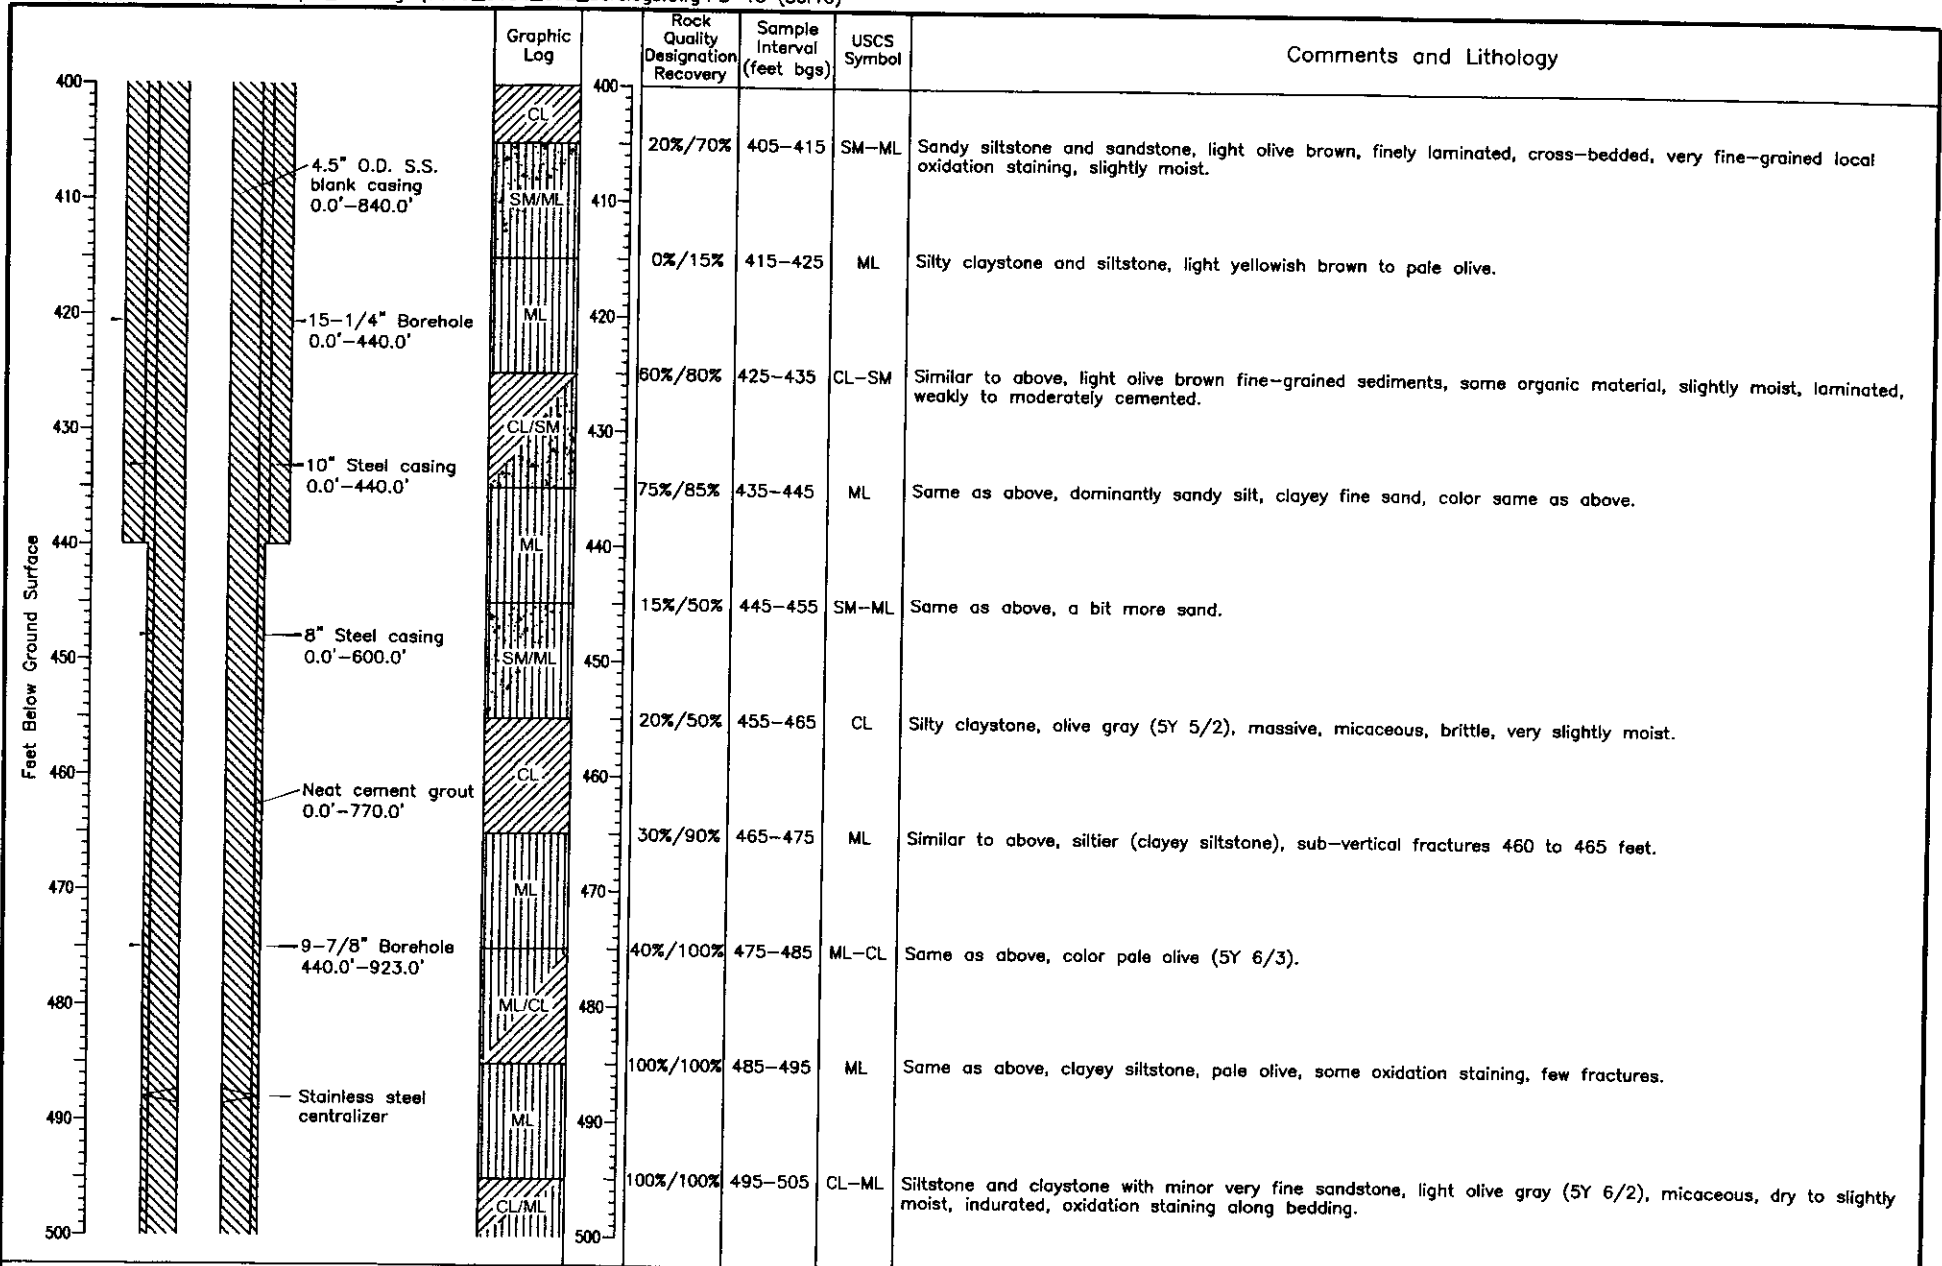 Graphic
Log
Rock
Quality
Designation
Recovery
Sample
Interval
(feet bgs)
USCS
Symbol
Comments and Lithology
Feet Below Ground Surface
400
410
420
430
440
450
460
470
480
490
500
4.5" O.D. S.S.
blank casing
0.0'-840.0'
15-1/4" Borehole
0.0'-440.0'
10" Steel casing
0.0'-440.0'
8" Steel casing
0.0'-600.0'
Neat cement grout
0.0'-770.0'
9-7/8" Borehole
440.0'-923.0'
Stainless steel
centralizer
CL
SM/ML
ML
CL/SM
ML
SM/ML
CL
ML
ML/CL
ML
CL/ML
400
410
420
430
440
450
460
470
480
490
500
20%/70% 405-415 SM-ML Sandy siltstone and sandstone, light olive brown, finely laminated, cross-bedded, very fine-grained local
oxidation staining, slightly moist.
0%/15% 415-425 ML Silty claystone and siltstone, light yellowish brown to pale olive.
60%/80% 425-435 CL-SM Similar to above, light olive brown fine-grained sediments, some organic material, slightly moist, laminated,
weakly to moderately cemented.
75%/85% 435-445 ML Same as above, dominantly sandy silt, clayey fine sand, color same as above.
15%/50% 445-455 SM-ML Same as above, a bit more sand.
20%/50% 455-465 CL Silty claystone, olive gray (5Y 5/2), massive, micaceous, brittle, very slightly moist.
30%/90% 465-475 ML Similar to above, siltier (clayey siltstone), sub-vertical fractures 460 to 465 feet.
40%/100% 475-485 ML-CL Same as above, color pale olive (5Y 6/3).
100%/100% 485-495 ML Same as above, clayey siltstone, pale olive, some oxidation staining, few fractures.
100%/100% 495-505 CL-ML Siltstone and claystone with minor very fine sandstone, light olive gray (5Y 6/2), micaceous, dry to slightly
moist, indurated, oxidation staining along bedding.